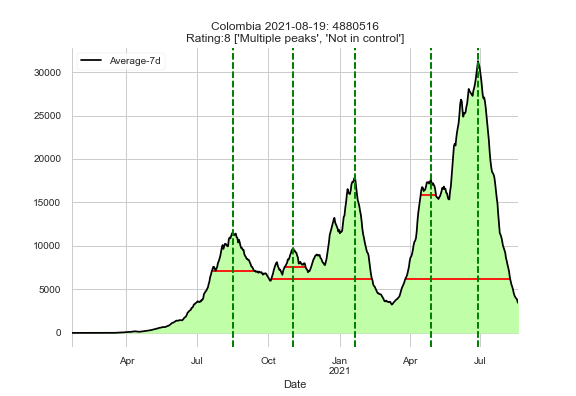 Colombia 2021-08-19: 4880516
Rating:8 ['Multiple peaks', 'Not in control']
Average-7d
30000
25000
20000
15000
10000
5000
0
Apr
Jul
Oct
Jan
2021
Apr
Jul
Date